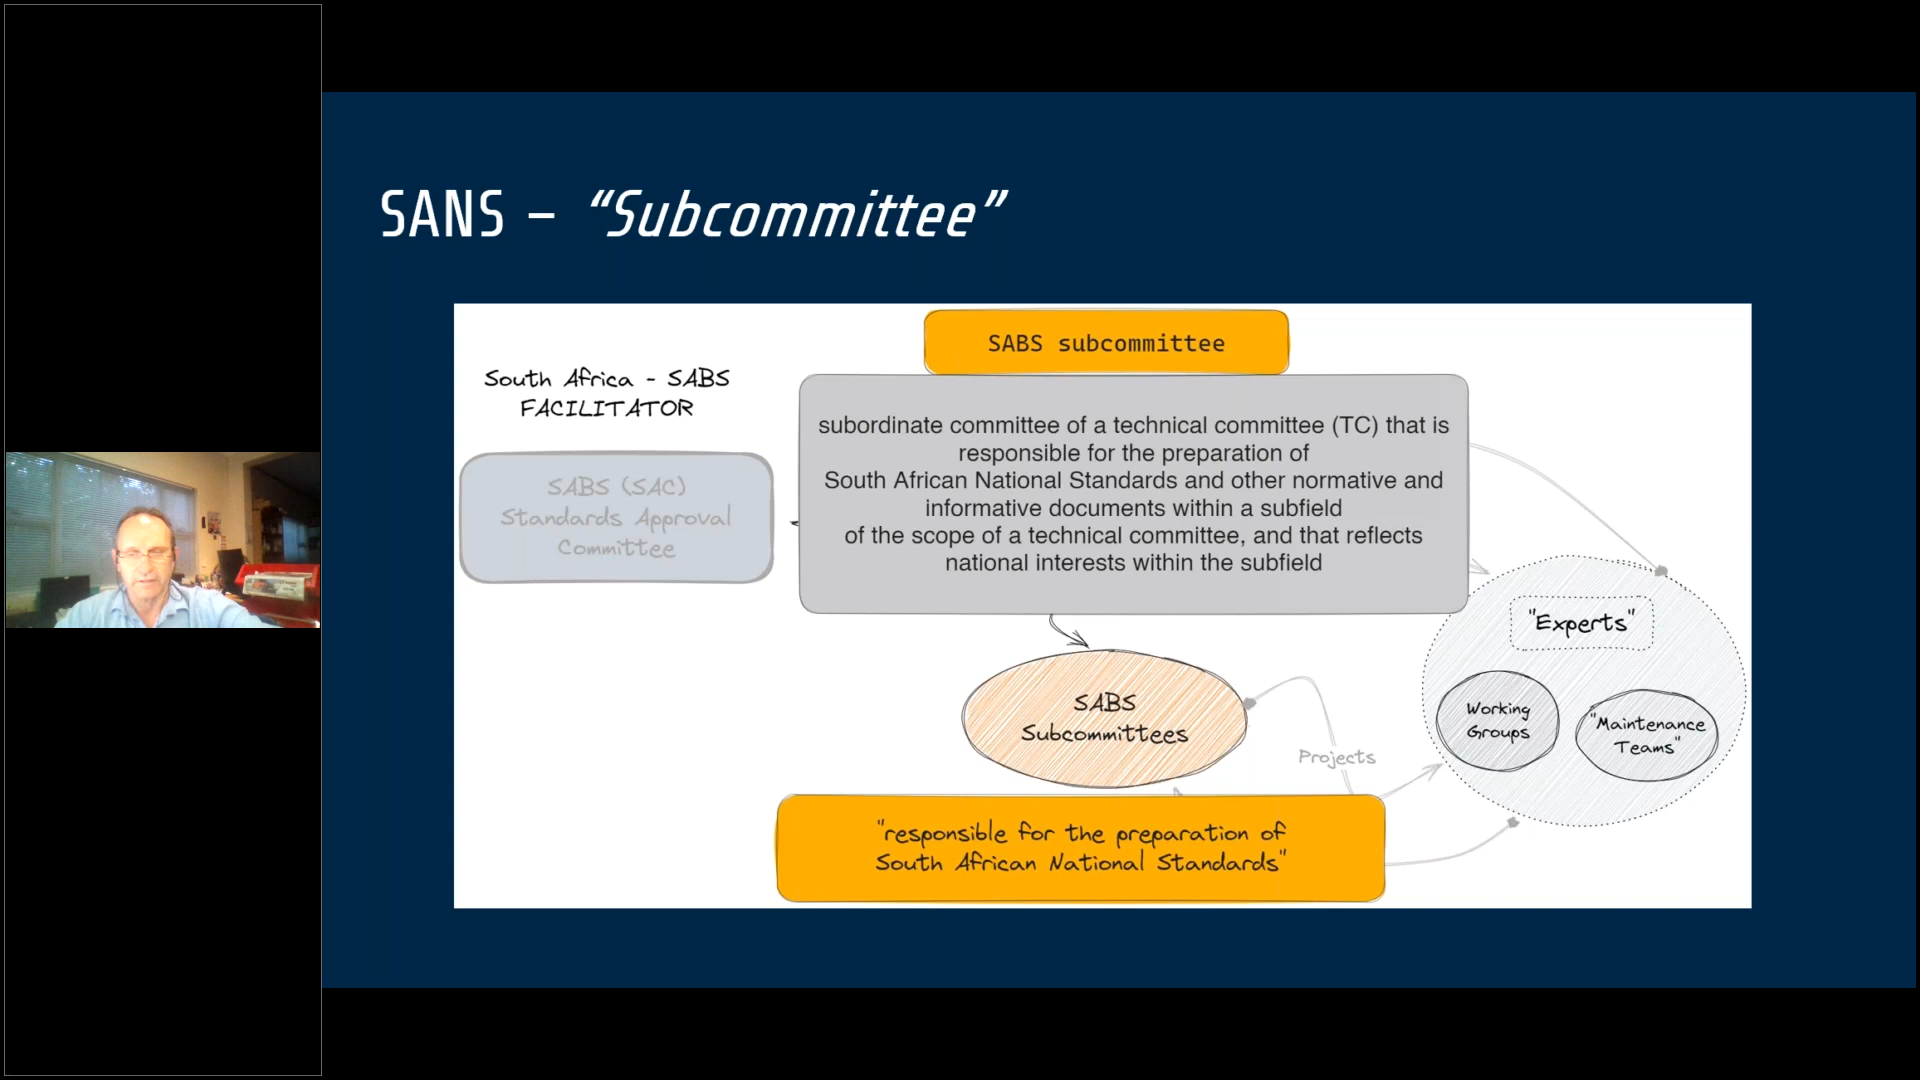 SANS – “Subcommittee”
SABS subcommittee
South Africa - SABS
FACILITATOR
subordinate committee of a technical committee (TC) that is
responsible for the preparation of
South African National Standards and other normative and
informative documents within a subfield
of the scope of a technical committee, and that reflects
national interests within the subfield
SABS (SAC)
Standards Approval
Committee
"Experts"
SABS
Subcommittees
Working
Groups
"Maintenance
Teams"
Projects
"responsible for the preparation of
South African National Standards"